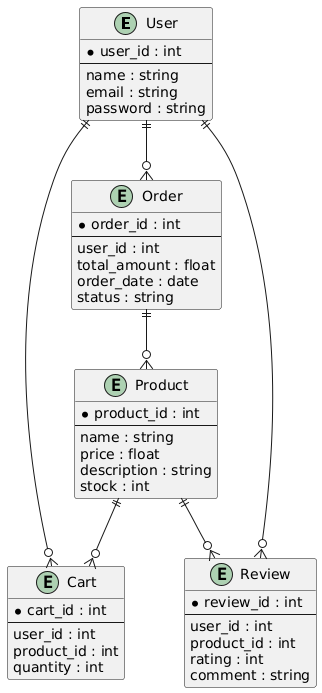 E User
* user_id : int
name : string
email : string
password : string
E Order
* order_id : int
user_id : int
total_amount : float
order_date : date
status : string
E Product
* product_id : int
name : string
price : float
description : string
stock : int
E Cart
* cart_id : int
user_id : int
product_id : int
quantity : int
E Review
* review_id : int
user_id : int
product_id : int
rating : int
comment : string